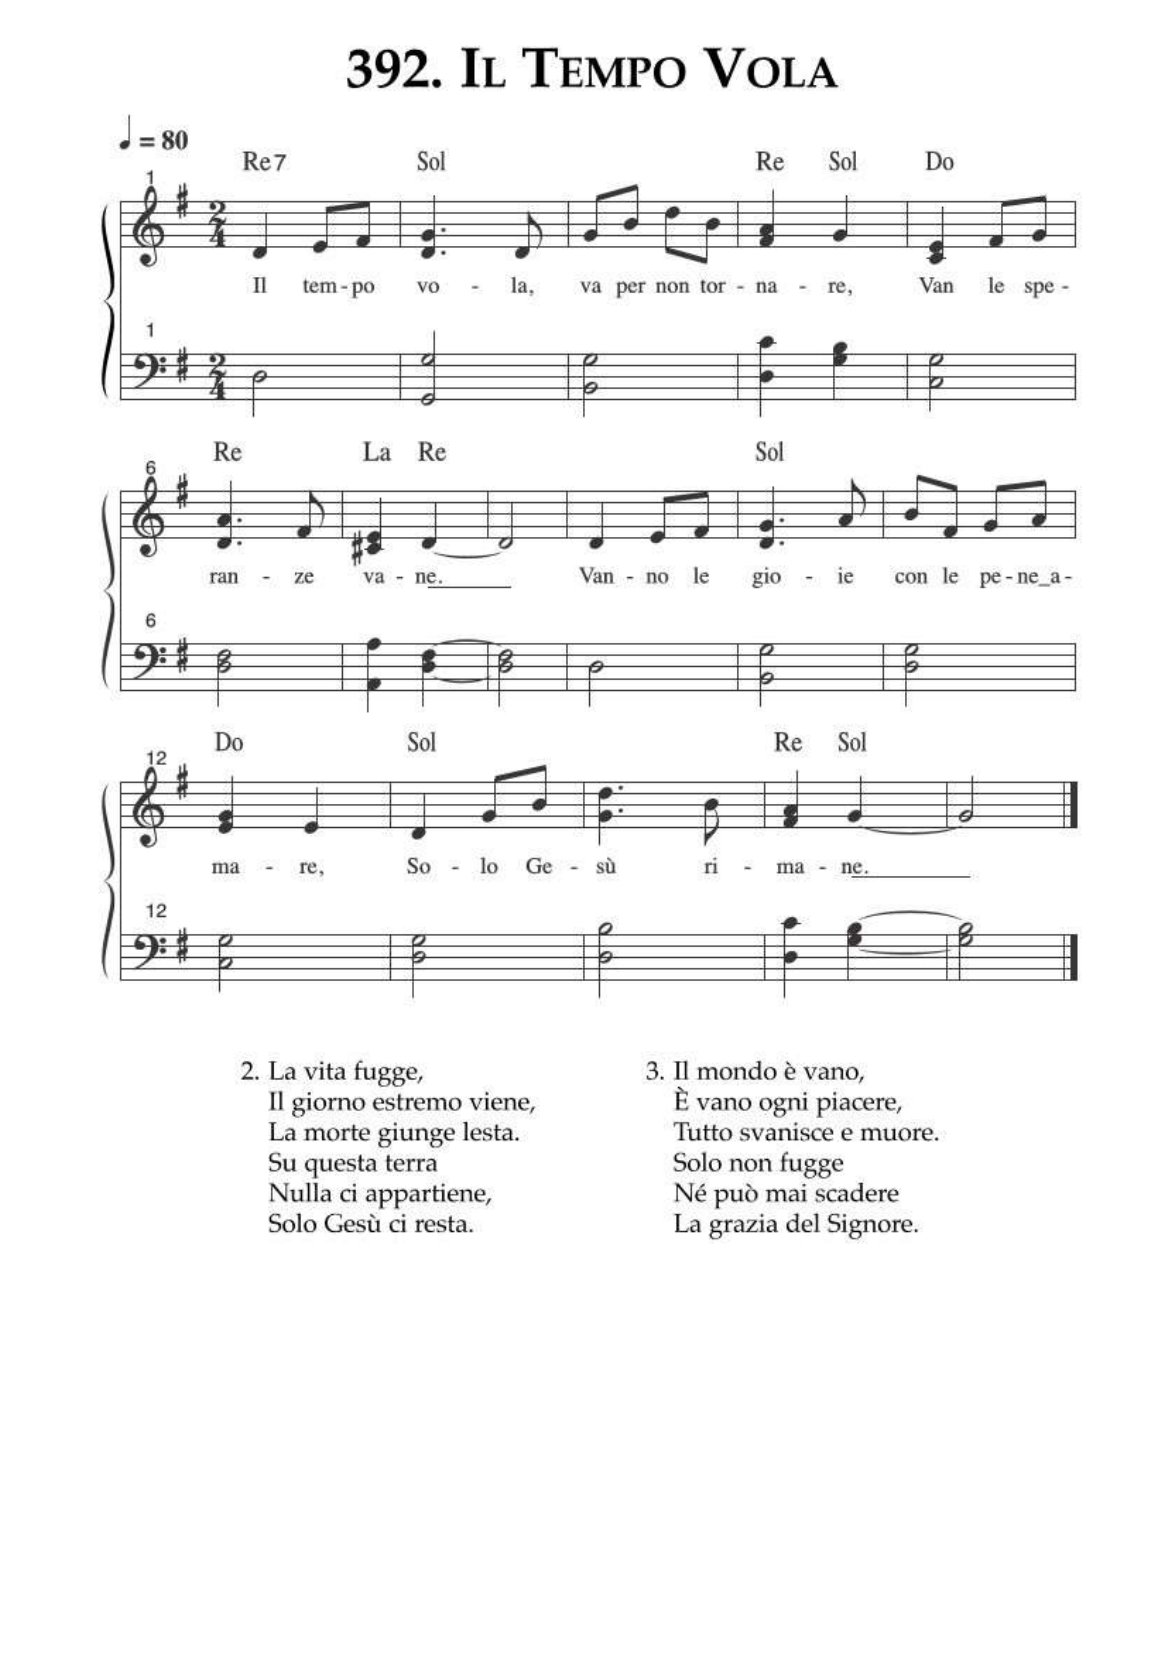 392. Il Tempo Vola
♩ = 80
Re7 Sol Re Sol Do
1
2 4
Il tem-po vo - la, va per non tor - na - re, Van le spe -
1
2 4
Re La Re Sol
6
ran - ze va - ne. Van - no le gio - ie con le pe - ne_a -
6
Do Sol Re Sol
12
ma - re, So - lo Ge - sù ri - ma - ne.
12
2. La vita fugge,
Il giorno estremo viene,
La morte giunge lesta.
Su questa terra
Nulla ci appartiene,
Solo Gesù ci resta.
3. Il mondo è vano,
È vano ogni piacere,
Tutto svanisce e muore.
Solo non fugge
Né può mai scadere
La grazia del Signore.